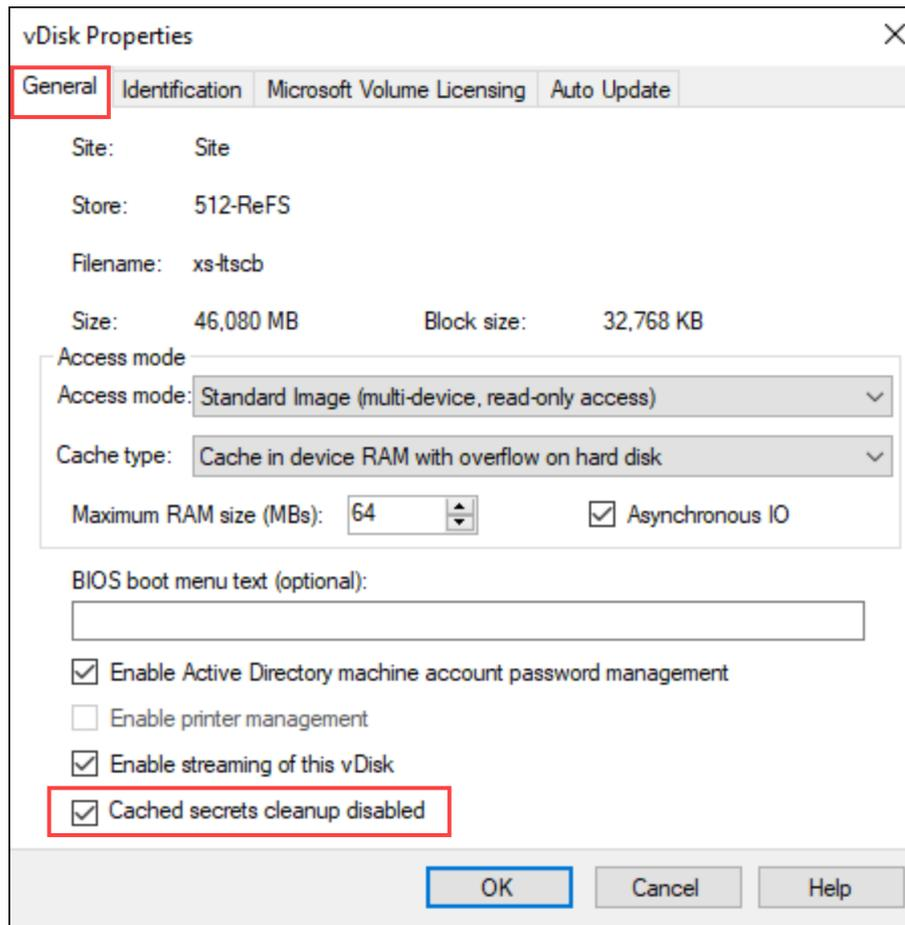 vDisk Properties
General Identification Microsoft Volume Licensing Auto Update
Site: Site
Store: 512-ReFS
Filename: xs-ltscb
Size: 46,080 MB Block size: 32,768 KB
Access mode
Access mode: Standard Image (multi-device, read-only access)
Cache type: Cache in device RAM with overflow on hard disk
Maximum RAM size (MBs): 64 Asynchronous IO
BIOS boot menu text (optional):
Enable Active Directory machine account password management
Enable printer management
Enable streaming of this vDisk
Cached secrets cleanup disabled
OK Cancel Help